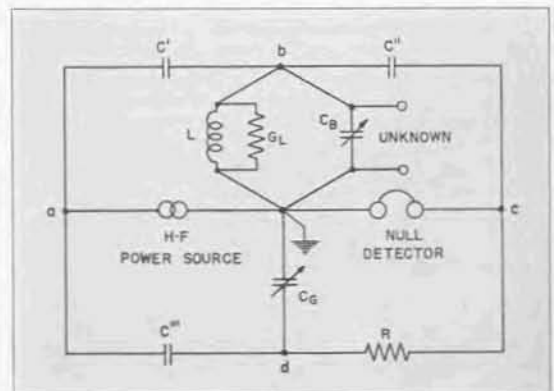 C'
b
C"
L
G_L
C_B
UNKNOWN
a
c
H-F
POWER SOURCE
NULL
DETECTOR
C_G
C'''
R
d